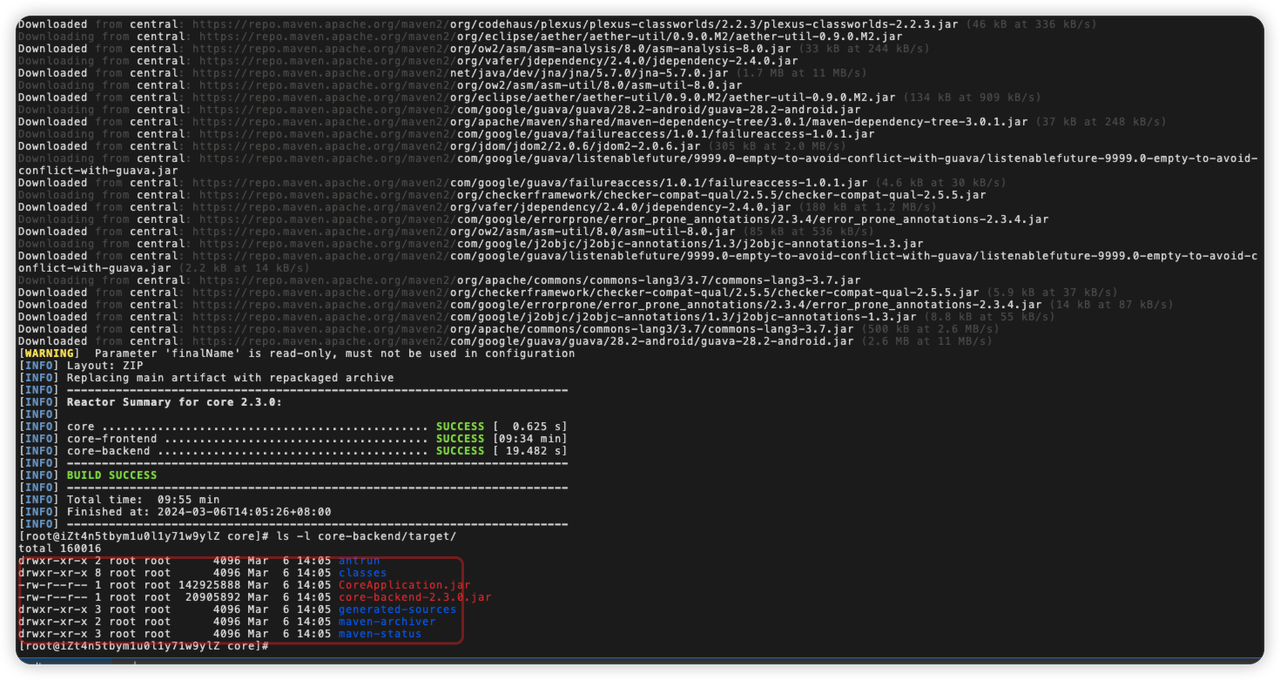 Downloaded from central: https://repo.maven.apache.org/maven2/org/codehaus/plexus/plexus-classworlds/2.2.3/plexus-classworlds-2.2.3.jar (46 kB at 336 kB/s)
Downloading from central: https://repo.maven.apache.org/maven2/org/eclipse/aether/aether-util/0.9.0.M2/aether-util-0.9.0.M2.jar
Downloaded from central: https://repo.maven.apache.org/maven2/org/ow2/asm/asm-analysis/8.0/asm-analysis-8.0.jar (33 kB at 244 kB/s)
Downloading from central: https://repo.maven.apache.org/maven2/org/vafer/jdependency/2.4.0/jdependency-2.4.0.jar
Downloaded from central: https://repo.maven.apache.org/maven2/net/java/dev/jna/jna/5.7.0/jna-5.7.0.jar (1.7 MB at 11 MB/s)
Downloading from central: https://repo.maven.apache.org/maven2/org/ow2/asm/asm-util/8.0/asm-util-8.0.jar
Downloaded from central: https://repo.maven.apache.org/maven2/org/eclipse/aether/aether-util/0.9.0.M2/aether-util-0.9.0.M2.jar (134 kB at 909 kB/s)
Downloading from central: https://repo.maven.apache.org/maven2/com/google/guava/guava/28.2-android/guava-28.2-android.jar
Downloaded from central: https://repo.maven.apache.org/maven2/org/apache/maven/shared/maven-dependency-tree/3.0.1/maven-dependency-tree-3.0.1.jar (37 kB at 248 kB/s)
Downloading from central: https://repo.maven.apache.org/maven2/com/google/guava/failureaccess/1.0.1/failureaccess-1.0.1.jar
Downloaded from central: https://repo.maven.apache.org/maven2/org/jdom/jdom2/2.0.6/jdom2-2.0.6.jar (305 kB at 2.0 MB/s)
Downloading from central: https://repo.maven.apache.org/maven2/com/google/guava/listenablefuture/9999.0-empty-to-avoid-conflict-with-guava/listenablefuture-9999.0-empty-to-avoid-
conflict-with-guava.jar
Downloaded from central: https://repo.maven.apache.org/maven2/com/google/guava/failureaccess/1.0.1/failureaccess-1.0.1.jar (4.6 kB at 30 kB/s)
Downloading from central: https://repo.maven.apache.org/maven2/org/checkerframework/checker-compat-qual/2.5.5/checker-compat-qual-2.5.5.jar
Downloaded from central: https://repo.maven.apache.org/maven2/org/vafer/jdependency/2.4.0/jdependency-2.4.0.jar (180 kB at 1.2 MB/s)
Downloading from central: https://repo.maven.apache.org/maven2/com/google/errorprone/error_prone_annotations/2.3.4/error_prone_annotations-2.3.4.jar
Downloaded from central: https://repo.maven.apache.org/maven2/org/ow2/asm/asm-util/8.0/asm-util-8.0.jar (85 kB at 536 kB/s)
Downloading from central: https://repo.maven.apache.org/maven2/com/google/j2objc/j2objc-annotations/1.3/j2objc-annotations-1.3.jar
Downloaded from central: https://repo.maven.apache.org/maven2/com/google/guava/listenablefuture/9999.0-empty-to-avoid-conflict-with-guava/listenablefuture-9999.0-empty-to-avoid-c
onflict-with-guava.jar (2.2 kB at 14 kB/s)
Downloading from central: https://repo.maven.apache.org/maven2/org/apache/commons/commons-lang3/3.7/commons-lang3-3.7.jar
Downloaded from central: https://repo.maven.apache.org/maven2/org/checkerframework/checker-compat-qual/2.5.5/checker-compat-qual-2.5.5.jar (5.9 kB at 37 kB/s)
Downloaded from central: https://repo.maven.apache.org/maven2/com/google/errorprone/error_prone_annotations/2.3.4/error_prone_annotations-2.3.4.jar (14 kB at 87 kB/s)
Downloaded from central: https://repo.maven.apache.org/maven2/com/google/j2objc/j2objc-annotations/1.3/j2objc-annotations-1.3.jar (8.8 kB at 55 kB/s)
Downloaded from central: https://repo.maven.apache.org/maven2/org/apache/commons/commons-lang3/3.7/commons-lang3-3.7.jar (500 kB at 2.6 MB/s)
Downloaded from central: https://repo.maven.apache.org/maven2/com/google/guava/guava/28.2-android/guava-28.2-android.jar (2.6 MB at 11 MB/s)
[WARNING]  Parameter 'finalName' is read-only, must not be used in configuration
[INFO] Layout: ZIP
[INFO] Replacing main artifact with repackaged archive
[INFO] ------------------------------------------------------------------------
[INFO] Reactor Summary for core 2.3.0:
[INFO]
[INFO] core ............................................... SUCCESS [  0.625 s]
[INFO] core-frontend ...................................... SUCCESS [09:34 min]
[INFO] core-backend ....................................... SUCCESS [ 19.482 s]
[INFO] ------------------------------------------------------------------------
[INFO] BUILD SUCCESS
[INFO] ------------------------------------------------------------------------
[INFO] Total time:  09:55 min
[INFO] Finished at: 2024-03-06T14:05:26+08:00
[INFO] ------------------------------------------------------------------------
[root@iZt4n5tbym1u0l1y71w9ylZ core]# ls -l core-backend/target/
total 160016
drwxr-xr-x 2 root root      4096 Mar  6 14:05 antrun
drwxr-xr-x 8 root root      4096 Mar  6 14:05 classes
-rw-r--r-- 1 root root 142925888 Mar  6 14:05 CoreApplication.jar
-rw-r--r-- 1 root root  20905892 Mar  6 14:05 core-backend-2.3.0.jar
drwxr-xr-x 3 root root      4096 Mar  6 14:05 generated-sources
drwxr-xr-x 2 root root      4096 Mar  6 14:05 maven-archiver
drwxr-xr-x 3 root root      4096 Mar  6 14:05 maven-status
[root@iZt4n5tbym1u0l1y71w9ylZ core]#